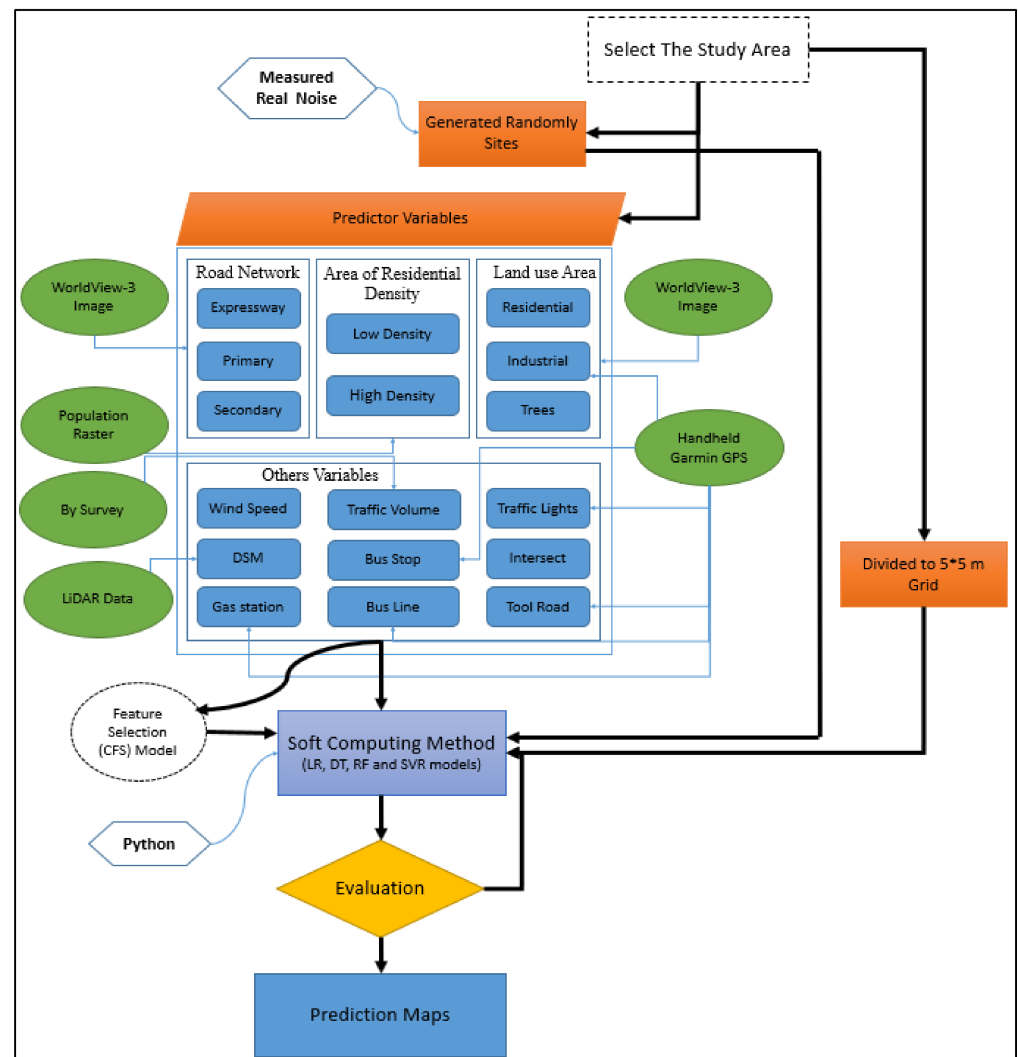 Select The Study Area
Measured
Real Noise
Generated Randomly
Sites
Predictor Variables
Road Network
Expressway
Primary
Secondary
Area of Residential
Density
Low Density
High Density
Land use Area
Residential
Industrial
Trees
WorldView-3
Image
WorldView-3
Image
Population
Raster
Handheld
Garmin GPS
By Survey
LiDAR Data
Others Variables
Wind Speed
Traffic Volume
Traffic Lights
DSM
Bus Stop
Intersect
Gas station
Bus Line
Tool Road
Divided to 5*5 m
Grid
Feature
Selection
(CFS) Model
Soft Computing Method
(LR, DT, RF and SVR models)
Python
Evaluation
Prediction Maps